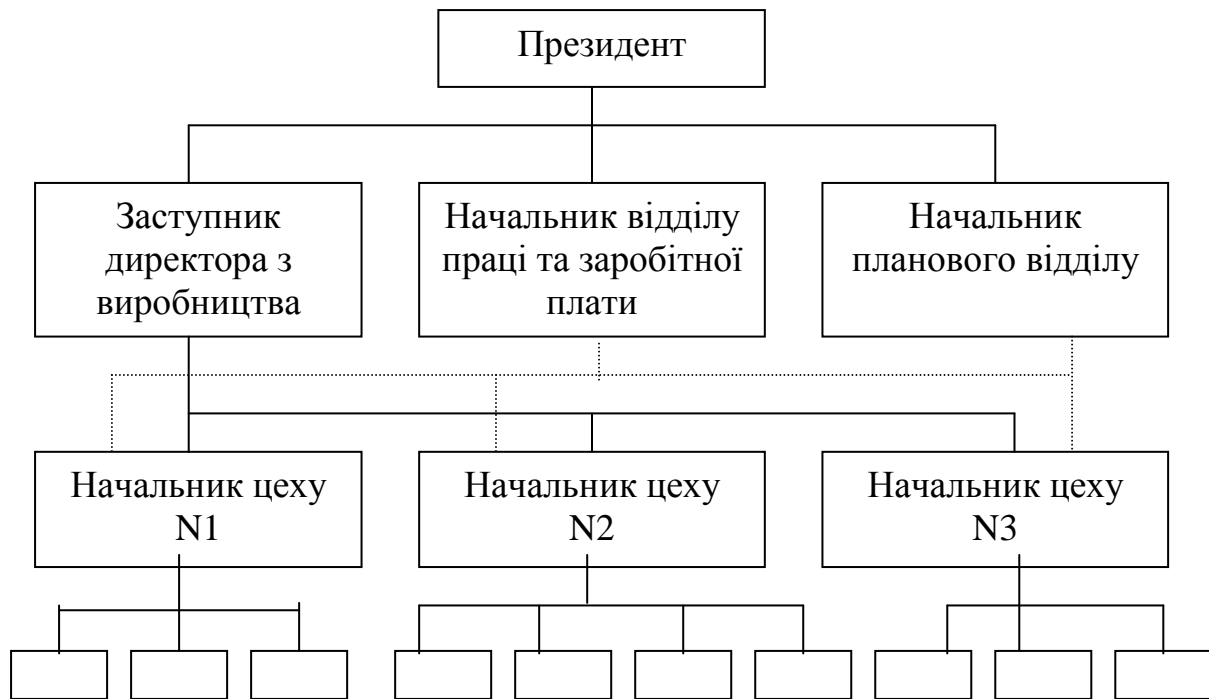 Президент
Заступник
директора з
виробництва
Начальник відділу
праці та заробітної
плати
Начальник
планового відділу
Начальник цеху
N1
Начальник цеху
N2
Начальник цеху
N3